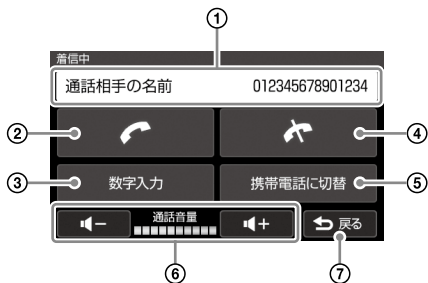 ①
着信中
通話相手の名前 012345678901234
②
④
③ 数字入力 携帯電話に切替 ⑤
− 通話音量 + 戻る
⑥ ⑦